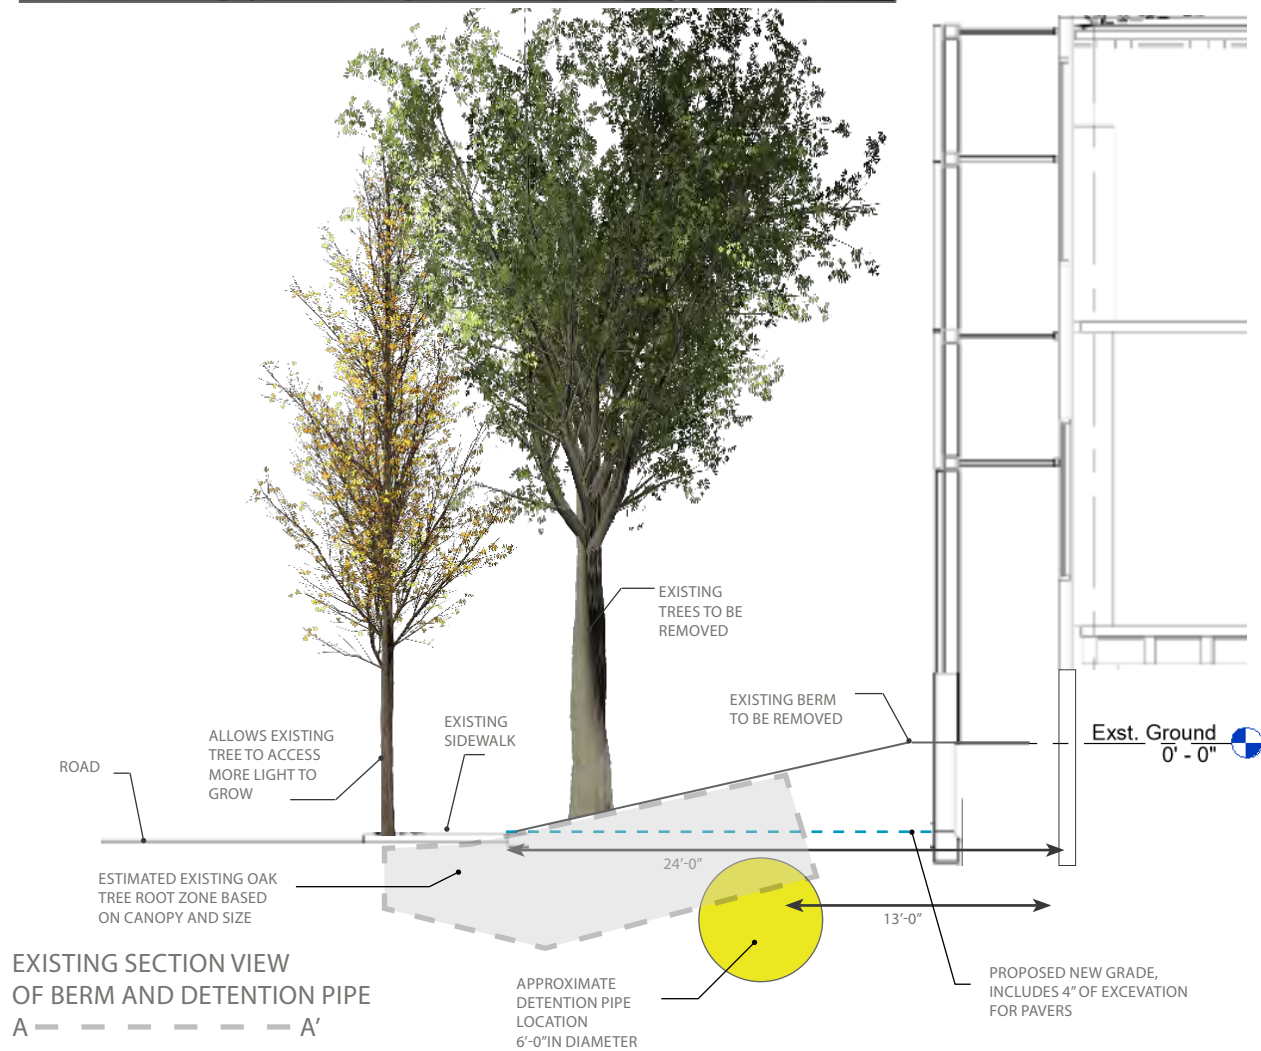 EXISTING
TREES TO BE
REMOVED
EXISTING BERM
TO BE REMOVED
Exst. Ground
0' - 0"
ALLOWS EXISTING
TREE TO ACCESS
MORE LIGHT TO
GROW
EXISTING
SIDEWALK
ROAD
24'-0"
ESTIMATED EXISTING OAK
TREE ROOT ZONE BASED
ON CANOPY AND SIZE
13'-0"
EXISTING SECTION VIEW
OF BERM AND DETENTION PIPE
A A'
APPROXIMATE
DETENTION PIPE
LOCATION
6'-0"IN DIAMETER
PROPOSED NEW GRADE,
INCLUDES 4" OF EXCEVATION
FOR PAVERS